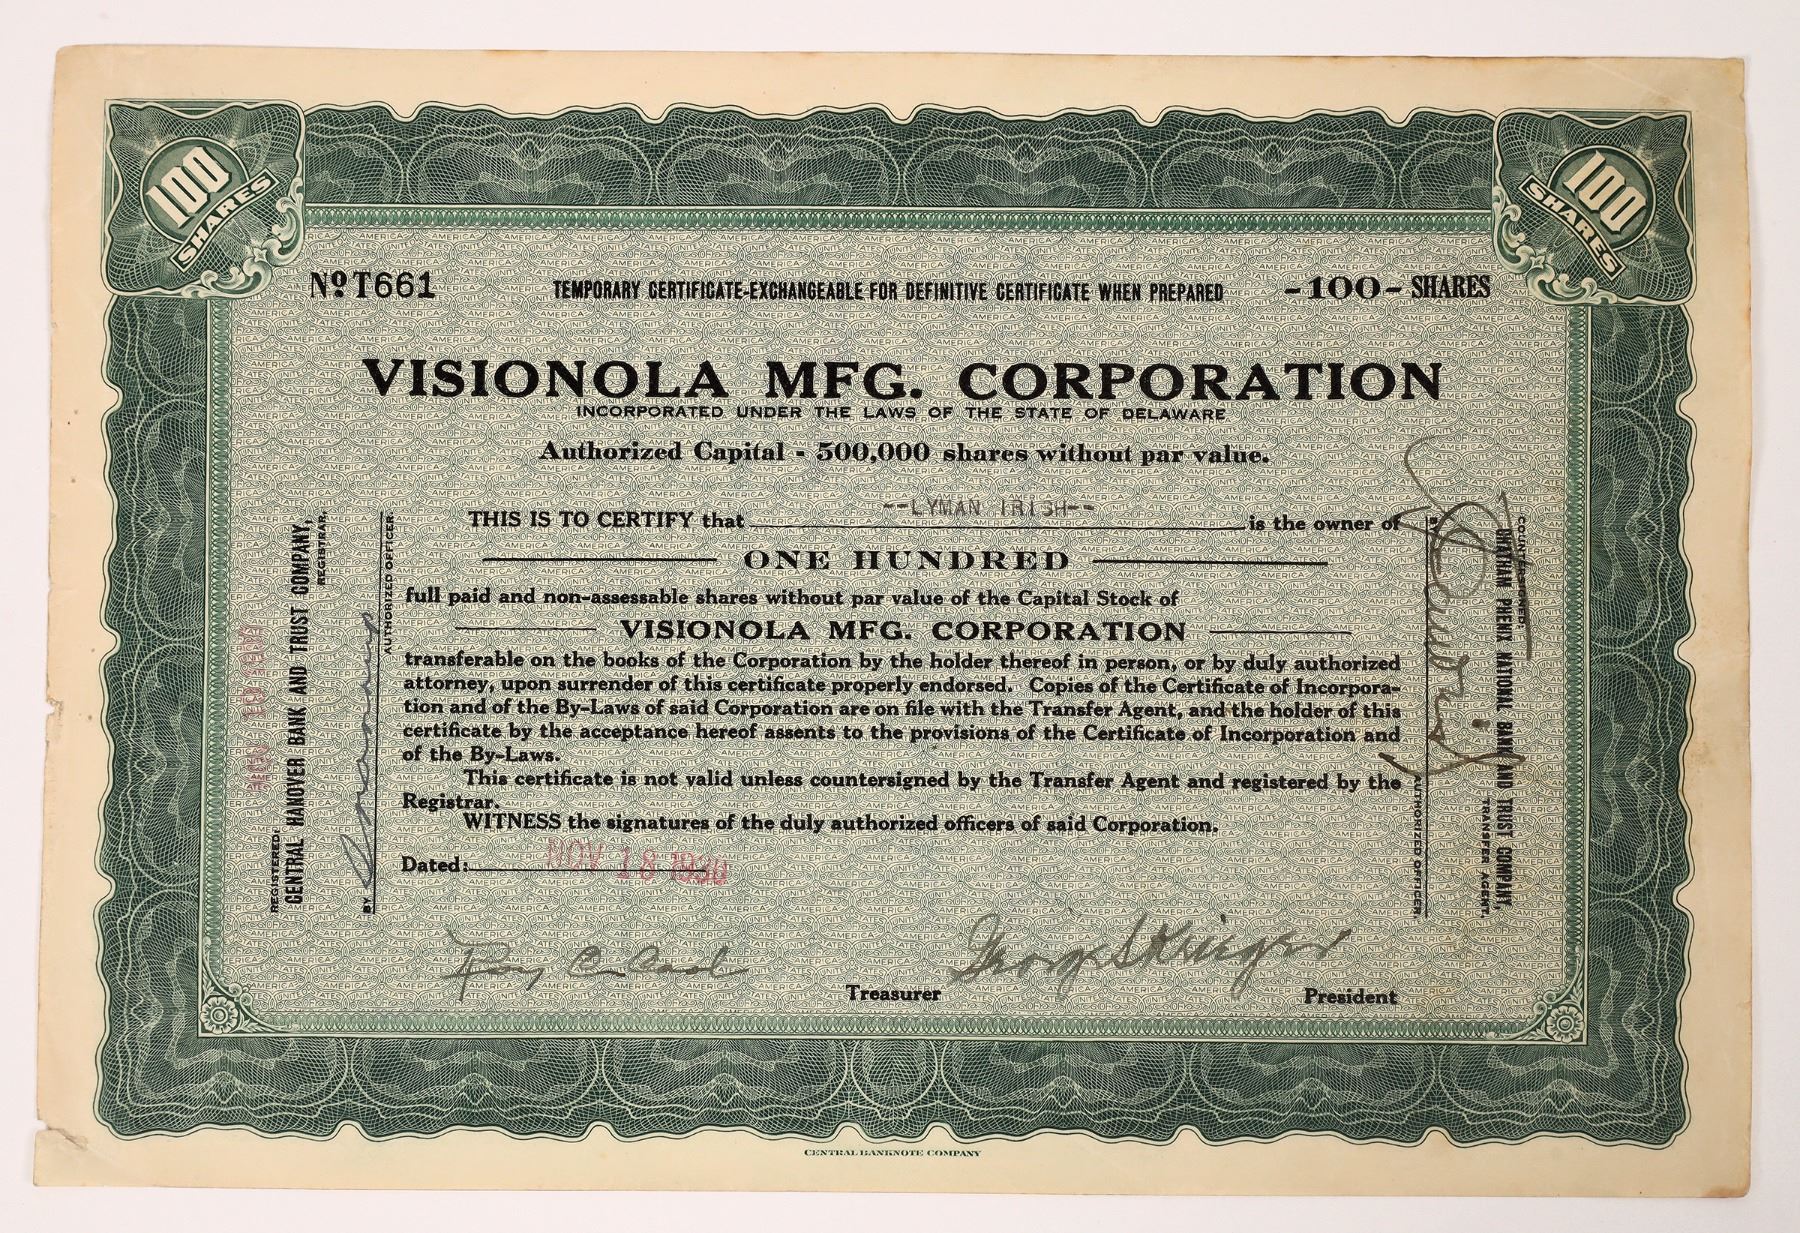 100
SHARES
100
SHARES
No T661
TEMPORARY CERTIFICATE-EXCHANGEABLE FOR DEFINITIVE CERTIFICATE WHEN PREPARED
-100- SHARES
VISIONOLA MFG. CORPORATION
INCORPORATED UNDER THE LAWS OF THE STATE OF DELAWARE
Authorized Capital - 500,000 shares without par value.
THIS IS TO CERTIFY that --LYMAN IRISH-- is the owner of
ONE HUNDRED
full paid and non-assessable shares without par value of the Capital Stock of
VISIONOLA MFG. CORPORATION
transferable on the books of the Corporation by the holder thereof in person, or by duly authorized
attorney, upon surrender of this certificate properly endorsed. Copies of the Certificate of Incorpora-
tion and of the By-Laws of said Corporation are on file with the Transfer Agent, and the holder of this
certificate by the acceptance hereof assents to the provisions of the Certificate of Incorporation and
of the By-Laws.
This certificate is not valid unless countersigned by the Transfer Agent and registered by the
Registrar.
WITNESS the signatures of the duly authorized officers of said Corporation.
Dated: NOV 18
Treasurer
George S Krieger
President
REGISTERED:
CENTRAL HANOVER BANK AND TRUST COMPANY,
REGISTRAR,
BY
AUTHORIZED OFFICER.
COUNTERSIGNED:
CHATHAM PHENIX NATIONAL BANK AND TRUST COMPANY,
TRANSFER AGENT,
BY
AUTHORIZED OFFICER.
CENTRAL BANKNOTE COMPANY